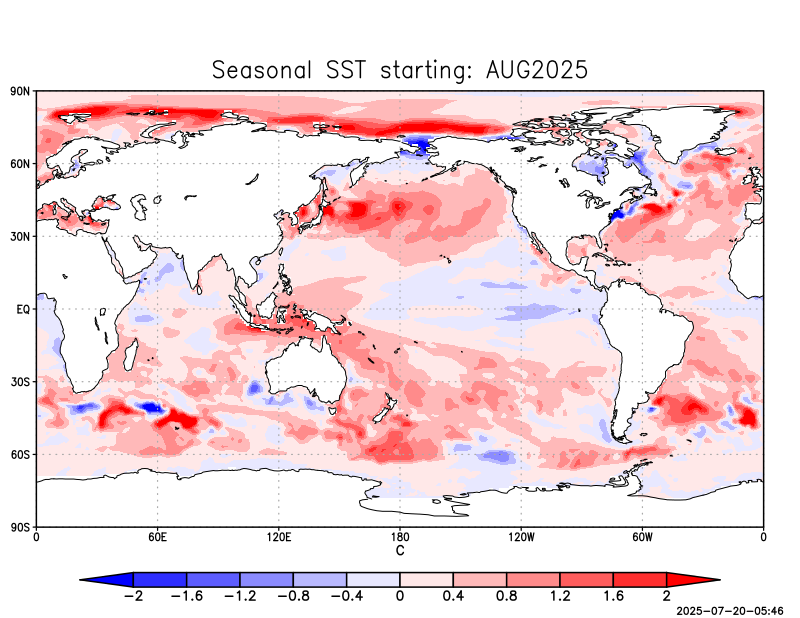 Seasonal SST starting: AUG2025
90N
60N
30N
EQ
30S
60S
90S
0 60E 120E 180 120W 60W 0
C
-2 -1.6 -1.2 -0.8 -0.4 0 0.4 0.8 1.2 1.6 2
2025-07-20-05:46